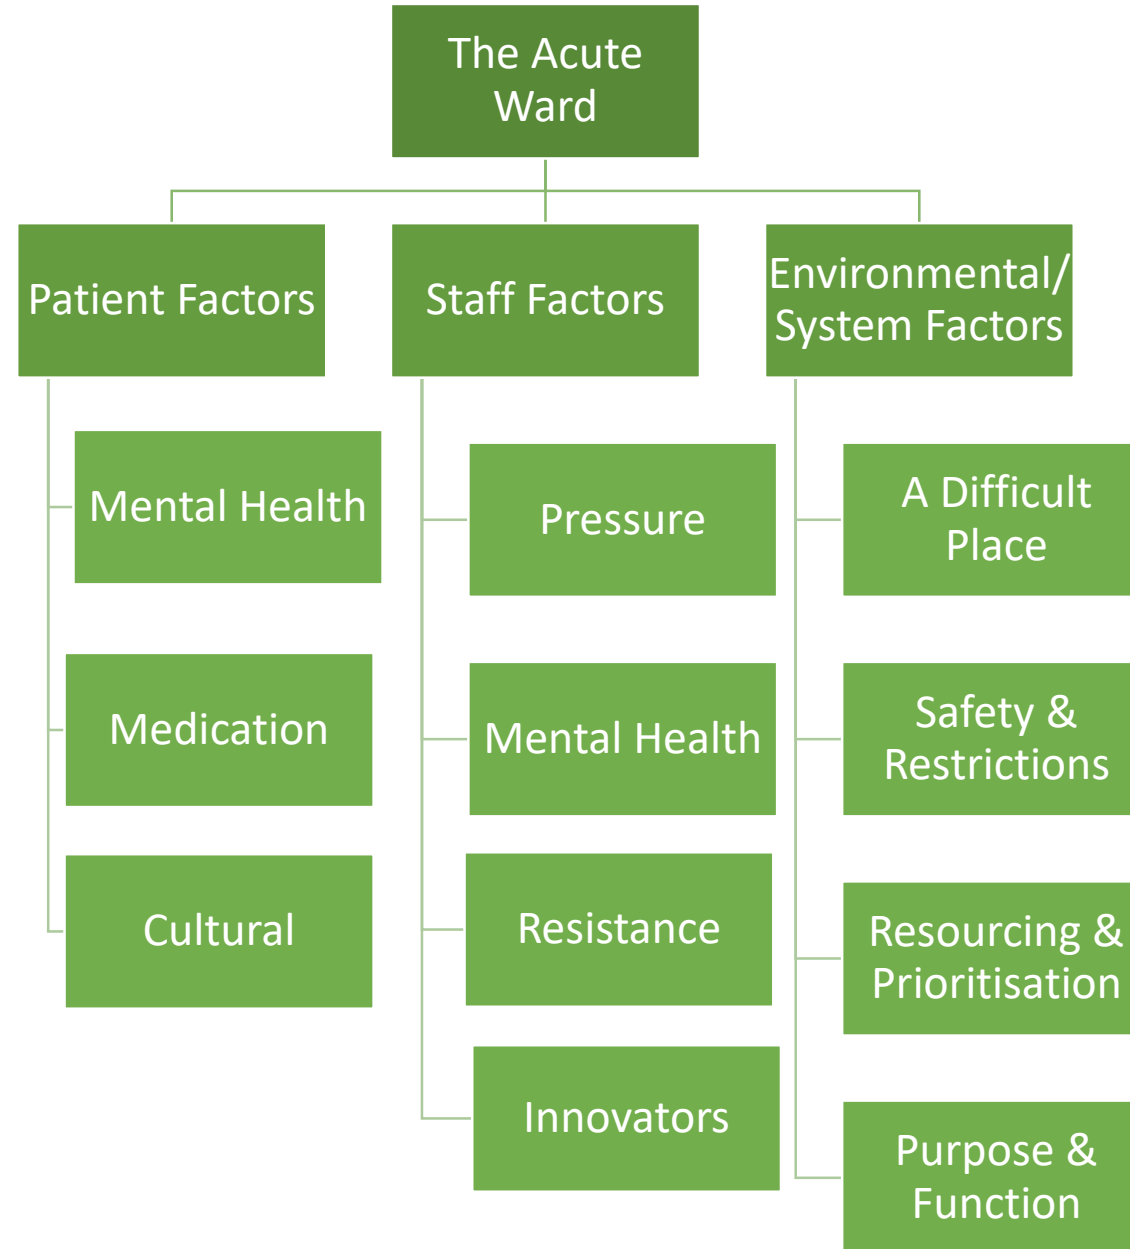 The Acute
Ward
Patient Factors
Mental Health
Medication
Cultural
Staff Factors
Pressure
Mental Health
Resistance
Innovators
Environmental/
System Factors
A Difficult
Place
Safety &
Restrictions
Resourcing &
Prioritisation
Purpose &
Function